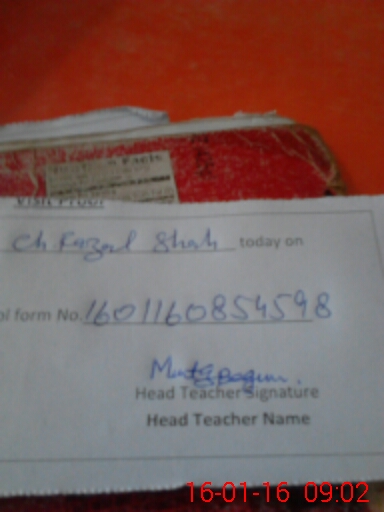 Visit Proof
Ch Fazal Shah today on
ol form No. 1601160854598
Head Teacher Signature
Head Teacher Name
16-01-16 09:02